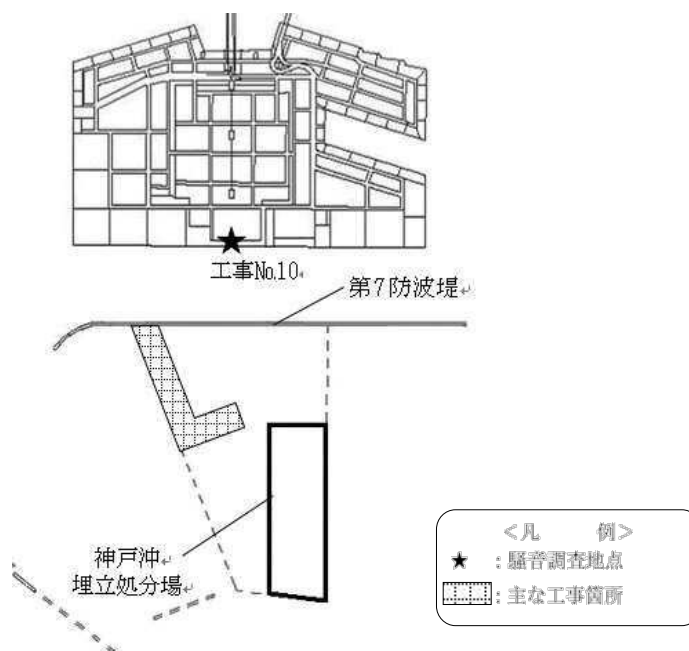 工事No.10
第7防波堤
神戸沖
埋立処分場
<凡　例>
★ : 騒音調査地点
: 主な工事箇所